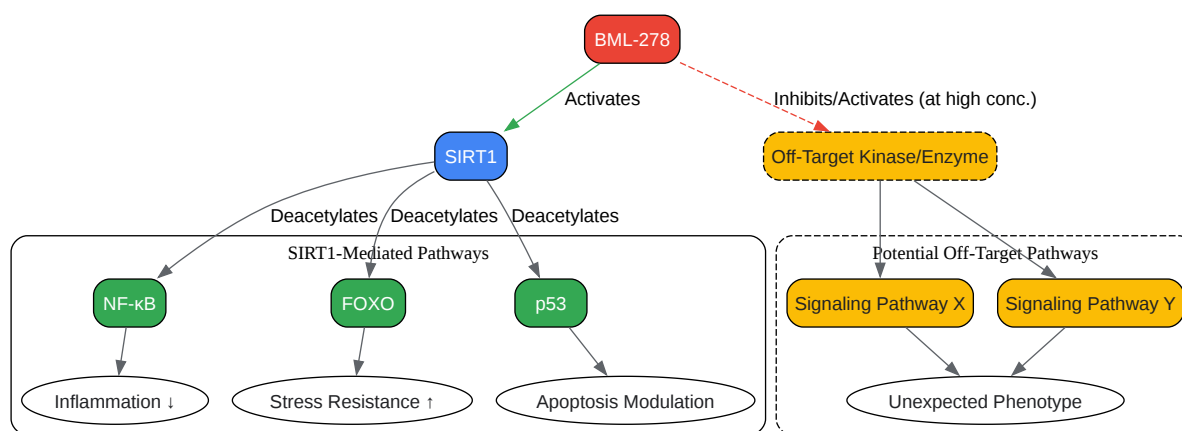 BML-278
Activates
Inhibits/Activates (at high conc.)
SIRT1
Off-Target Kinase/Enzyme
Deacetylates
Deacetylates
Deacetylates
SIRT1-Mediated Pathways
Potential Off-Target Pathways
NF-κB
FOXO
p53
Signaling Pathway X
Signaling Pathway Y
Inflammation ↓
Stress Resistance ↑
Apoptosis Modulation
Unexpected Phenotype